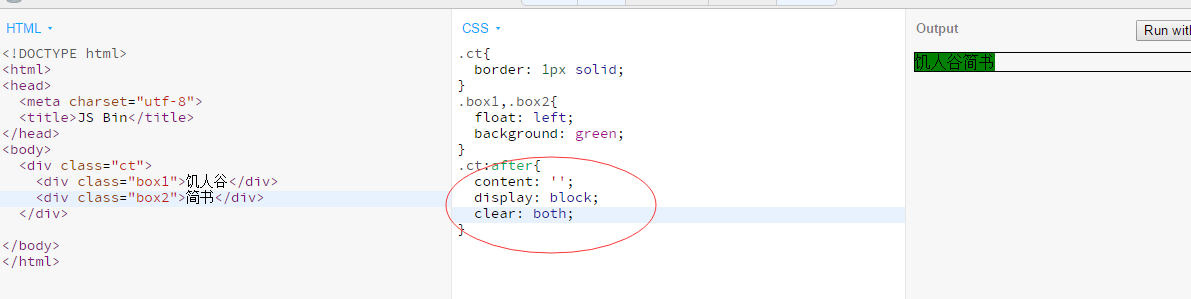 HTML
<!DOCTYPE html>
<html>
<head>
  <meta charset="utf-8">
  <title>JS Bin</title>
</head>
<body>
  <div class="ct">
    <div class="box1">饥人谷</div>
    <div class="box2">简书</div>
  </div>

</body>
</html>
CSS
.ct{
  border: 1px solid;
}
.box1,.box2{
  float: left;
  background: green;
}
.ct:after{
  content: '';
  display: block;
  clear: both;
}
Output
Run with
饥人谷简书